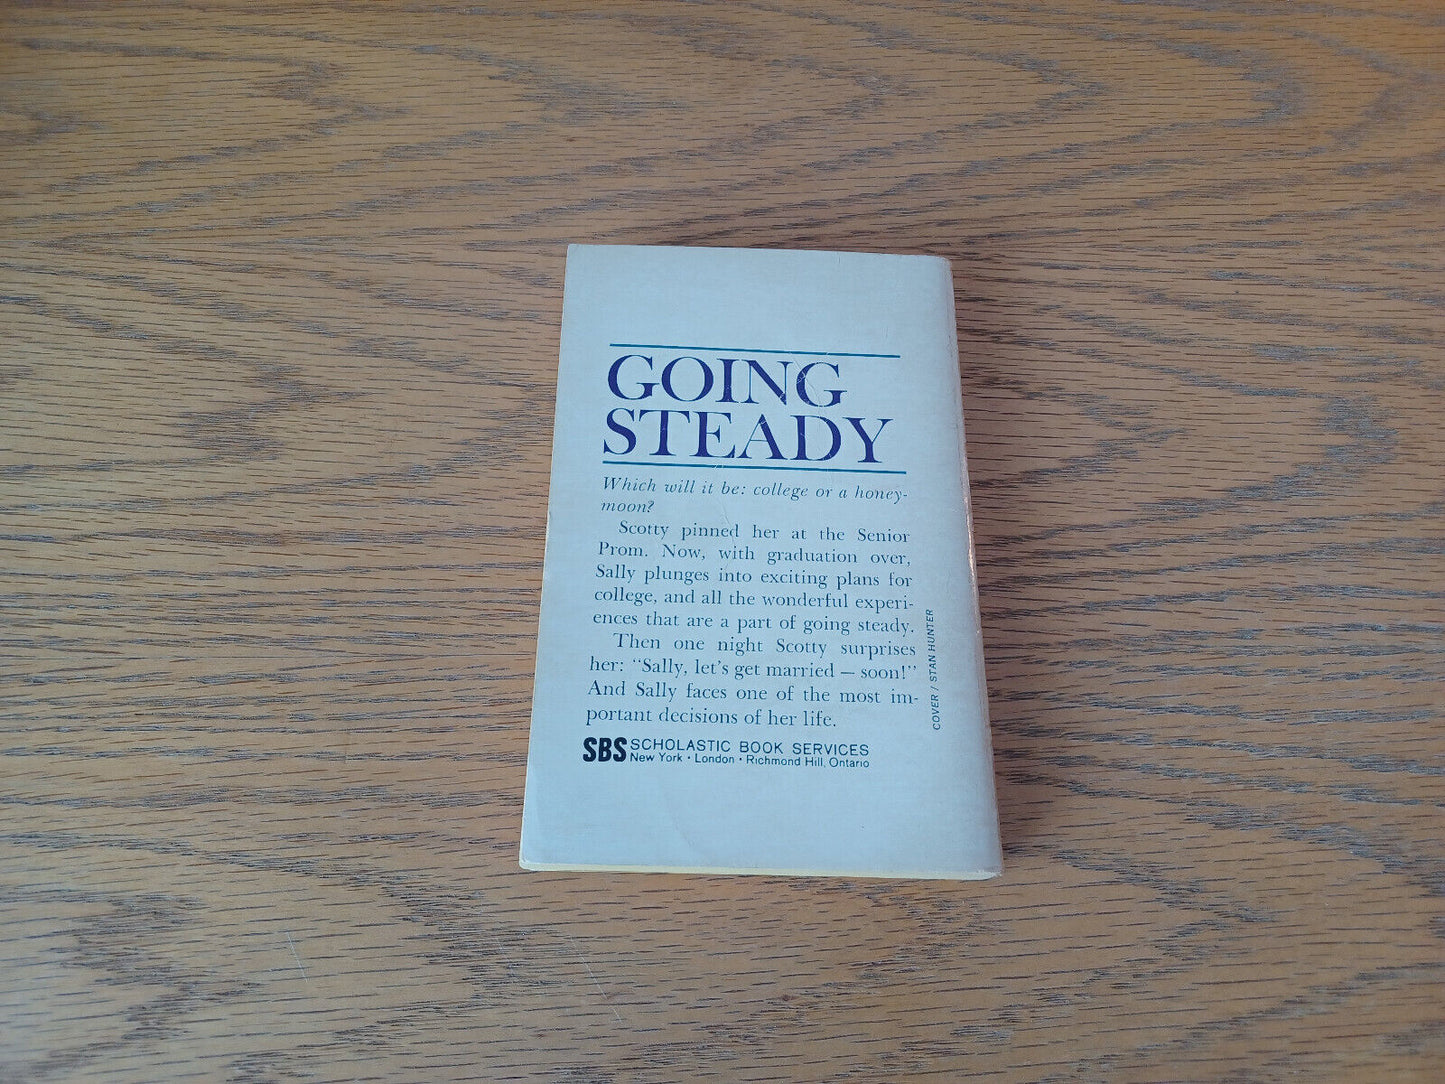 GOING
STEADY
Which will it be: college or a honey-
moon?
Scotty pinned her at the Senior
Prom. Now, with graduation over,
Sally plunges into exciting plans for
college, and all the wonderful experi-
ences that are a part of going steady.
Then one night Scotty surprises
her: "Sally, let's get married — soon!"
And Sally faces one of the most im-
portant decisions of her life.
SBS SCHOLASTIC BOOK SERVICES
New York · London · Richmond Hill, Ontario
COVER / STAN HUNTER